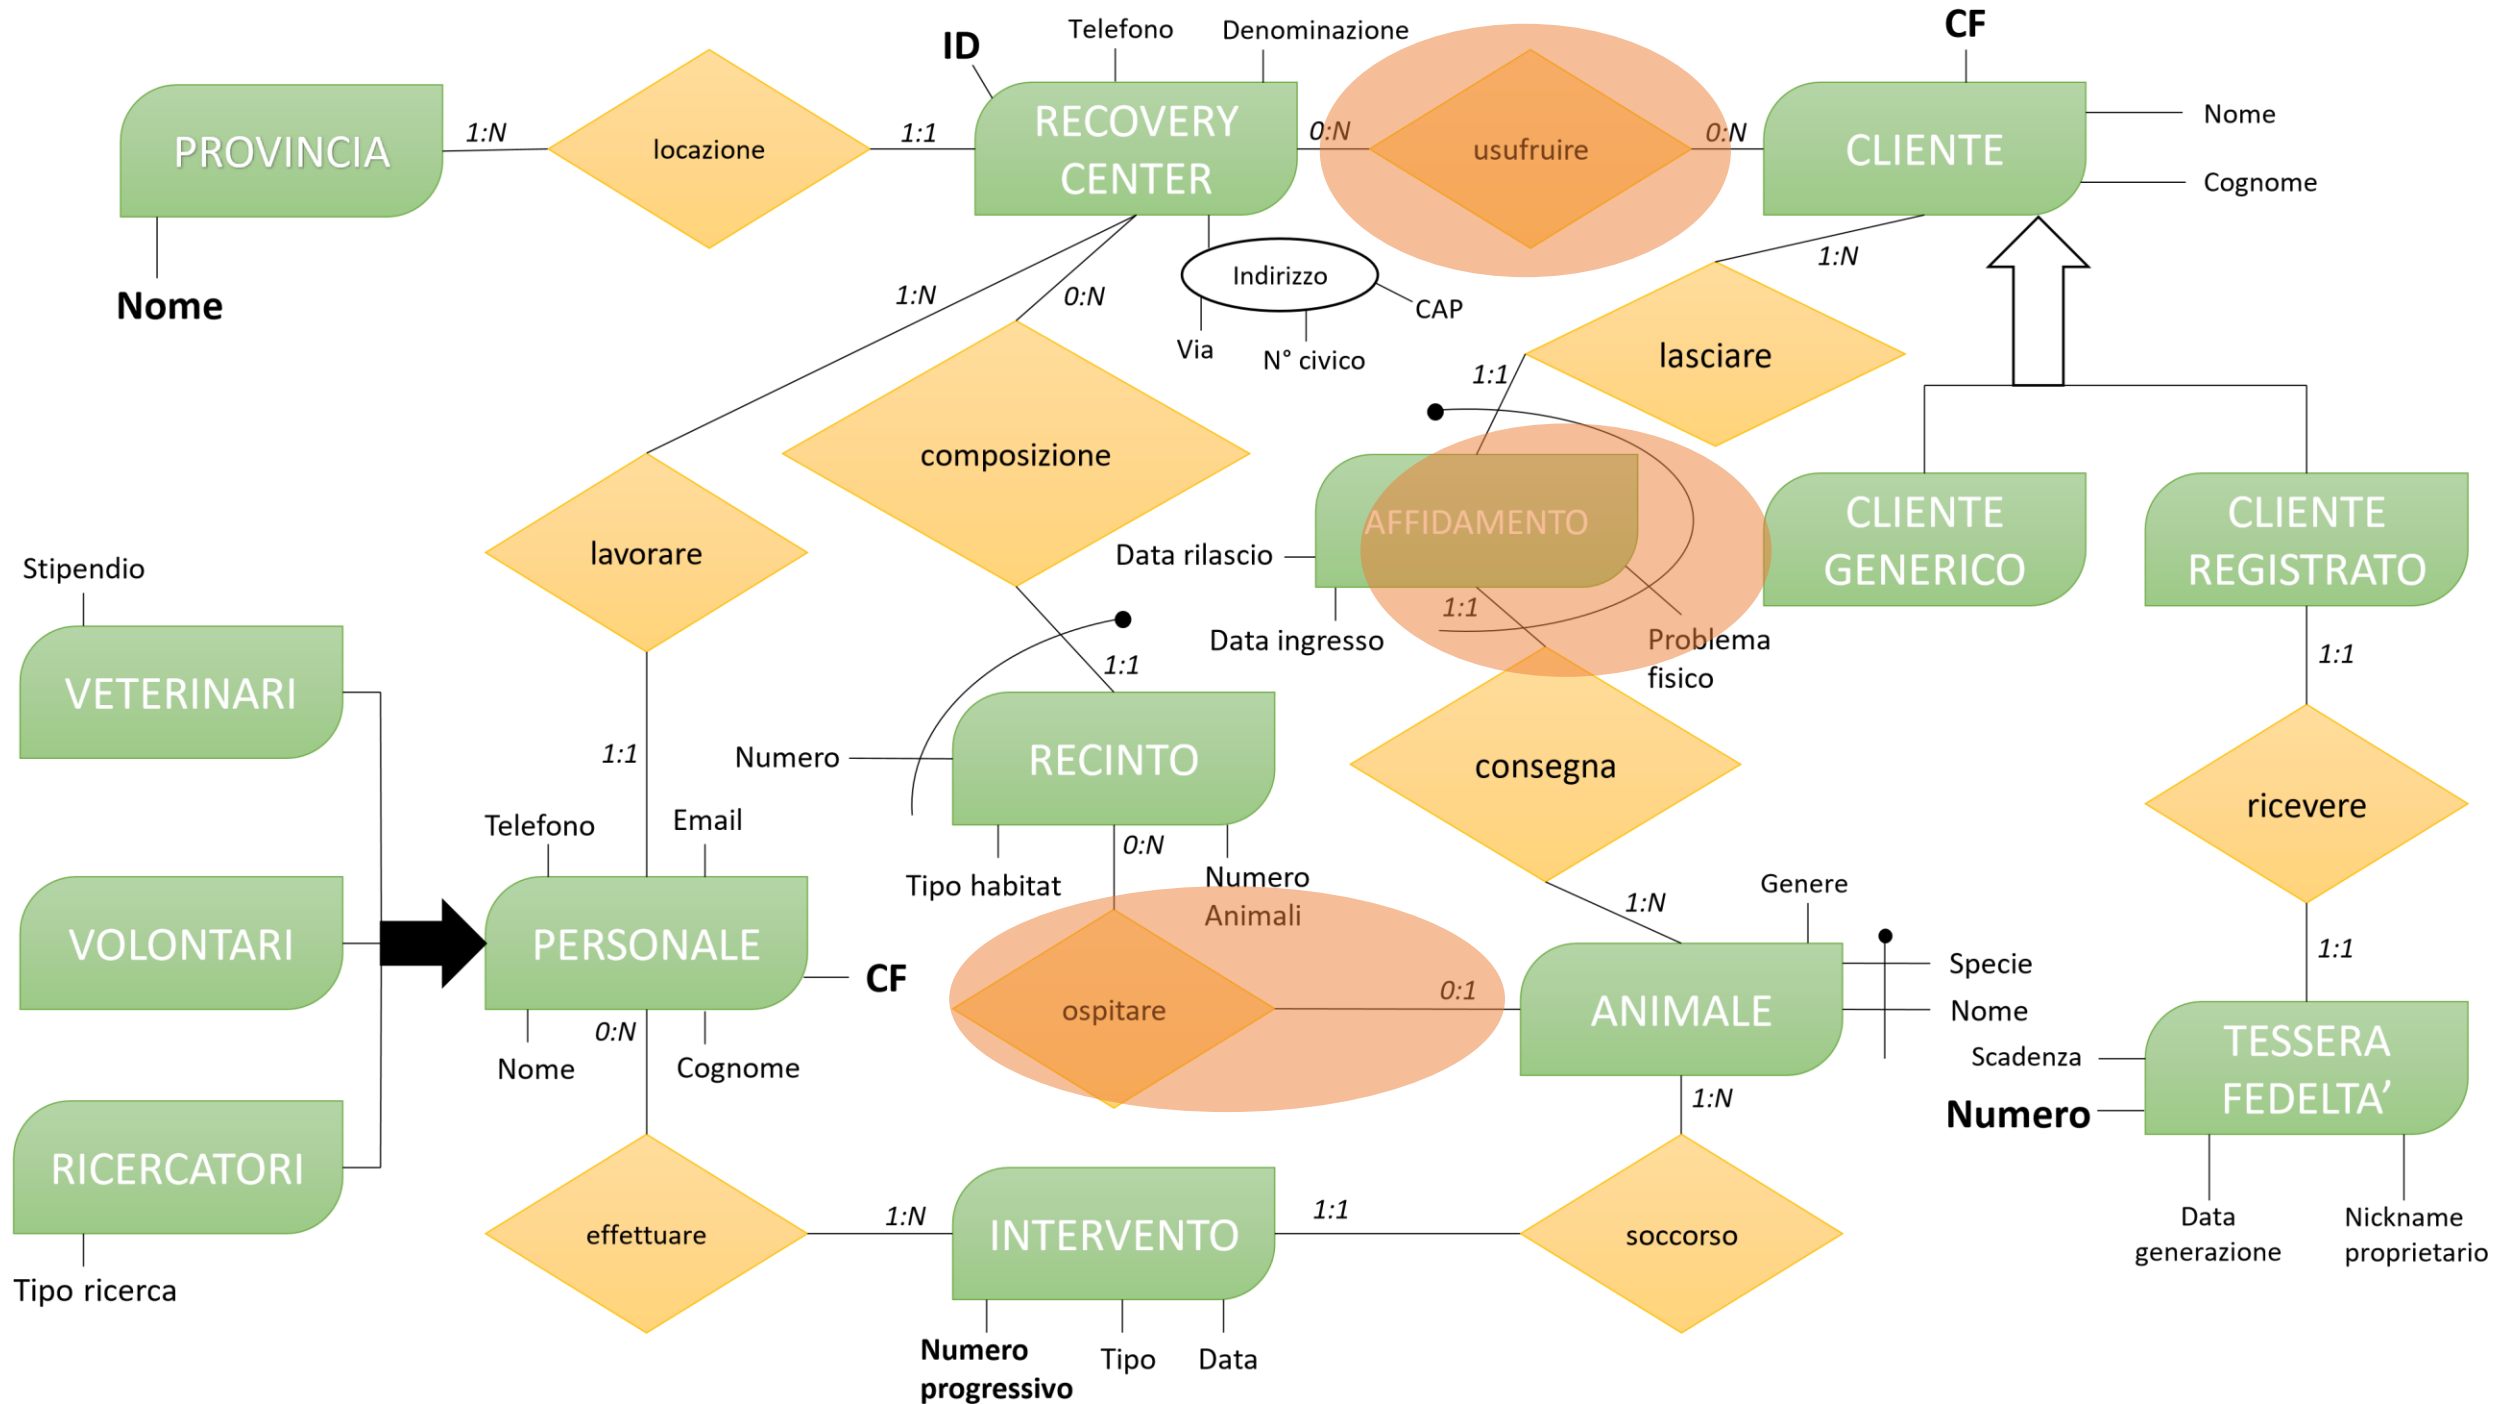 CF
ID
Telefono
Denominazione
PROVINCIA
1:N
locazione
1:1
RECOVERY
CENTER
0:N
usufruire
0:N
CLIENTE
Nome
Cognome
Nome
1:N
0:N
Indirizzo
CAP
Via
N° civico
1:N
lasciare
1:1
composizione
lavorare
AFFIDAMENTO
Data rilascio
Data ingresso
1:1
Problema
fisico
CLIENTE
GENERICO
CLIENTE
REGISTRATO
1:1
Stipendio
VETERINARI
1:1
1:1
Numero
RECINTO
consegna
ricevere
Telefono
Email
0:N
Tipo habitat
Numero
Animali
1:N
Genere
VOLONTARI
PERSONALE
CF
1:1
Specie
Nome
ospitare
0:1
ANIMALE
0:N
Nome
Cognome
Scadenza
Numero
TESSERA
FEDELTA’
1:N
RICERCATORI
effettuare
1:N
INTERVENTO
1:1
soccorso
Data
generazione
Nickname
proprietario
Tipo ricerca
Numero
progressivo
Tipo
Data